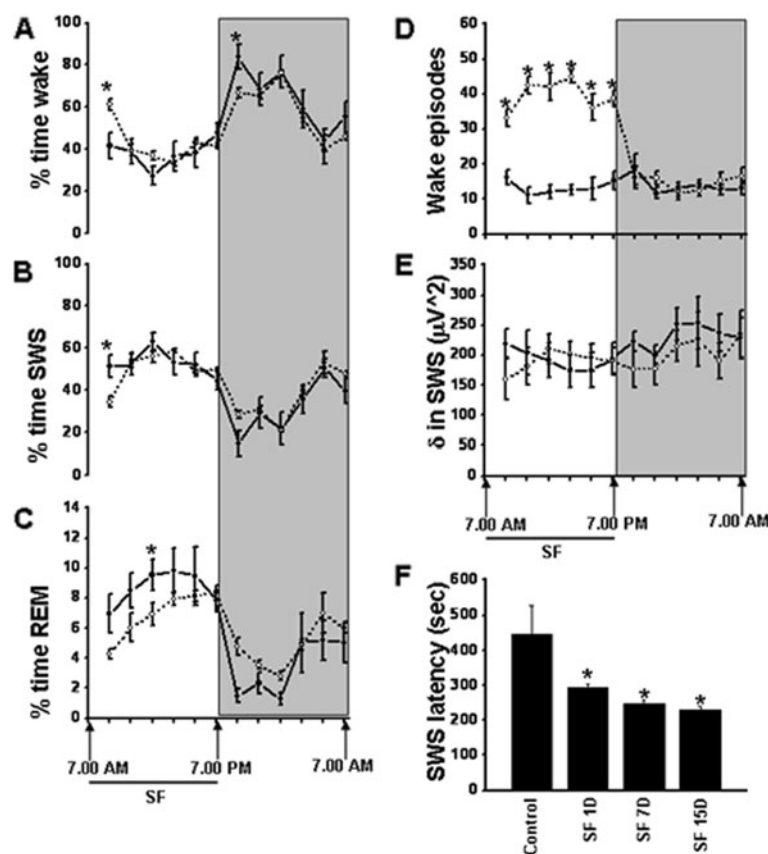 A
% time wake
100
80
60
40
20
0
*
*
B
% time SWS
100
80
60
40
20
0
*
C
% time REM
14
12
10
8
6
4
2
0
*
7.00 AM
7.00 PM
7.00 AM
SF
D
Wake episodes
60
50
40
30
20
10
0
* * * * * *
E
δ in SWS (µV^2)
350
300
250
200
150
100
50
0
7.00 AM
7.00 PM
7.00 AM
SF
F
SWS latency (sec)
600
500
400
300
200
100
0
* * *
Control
SF 1D
SF 7D
SF 15D